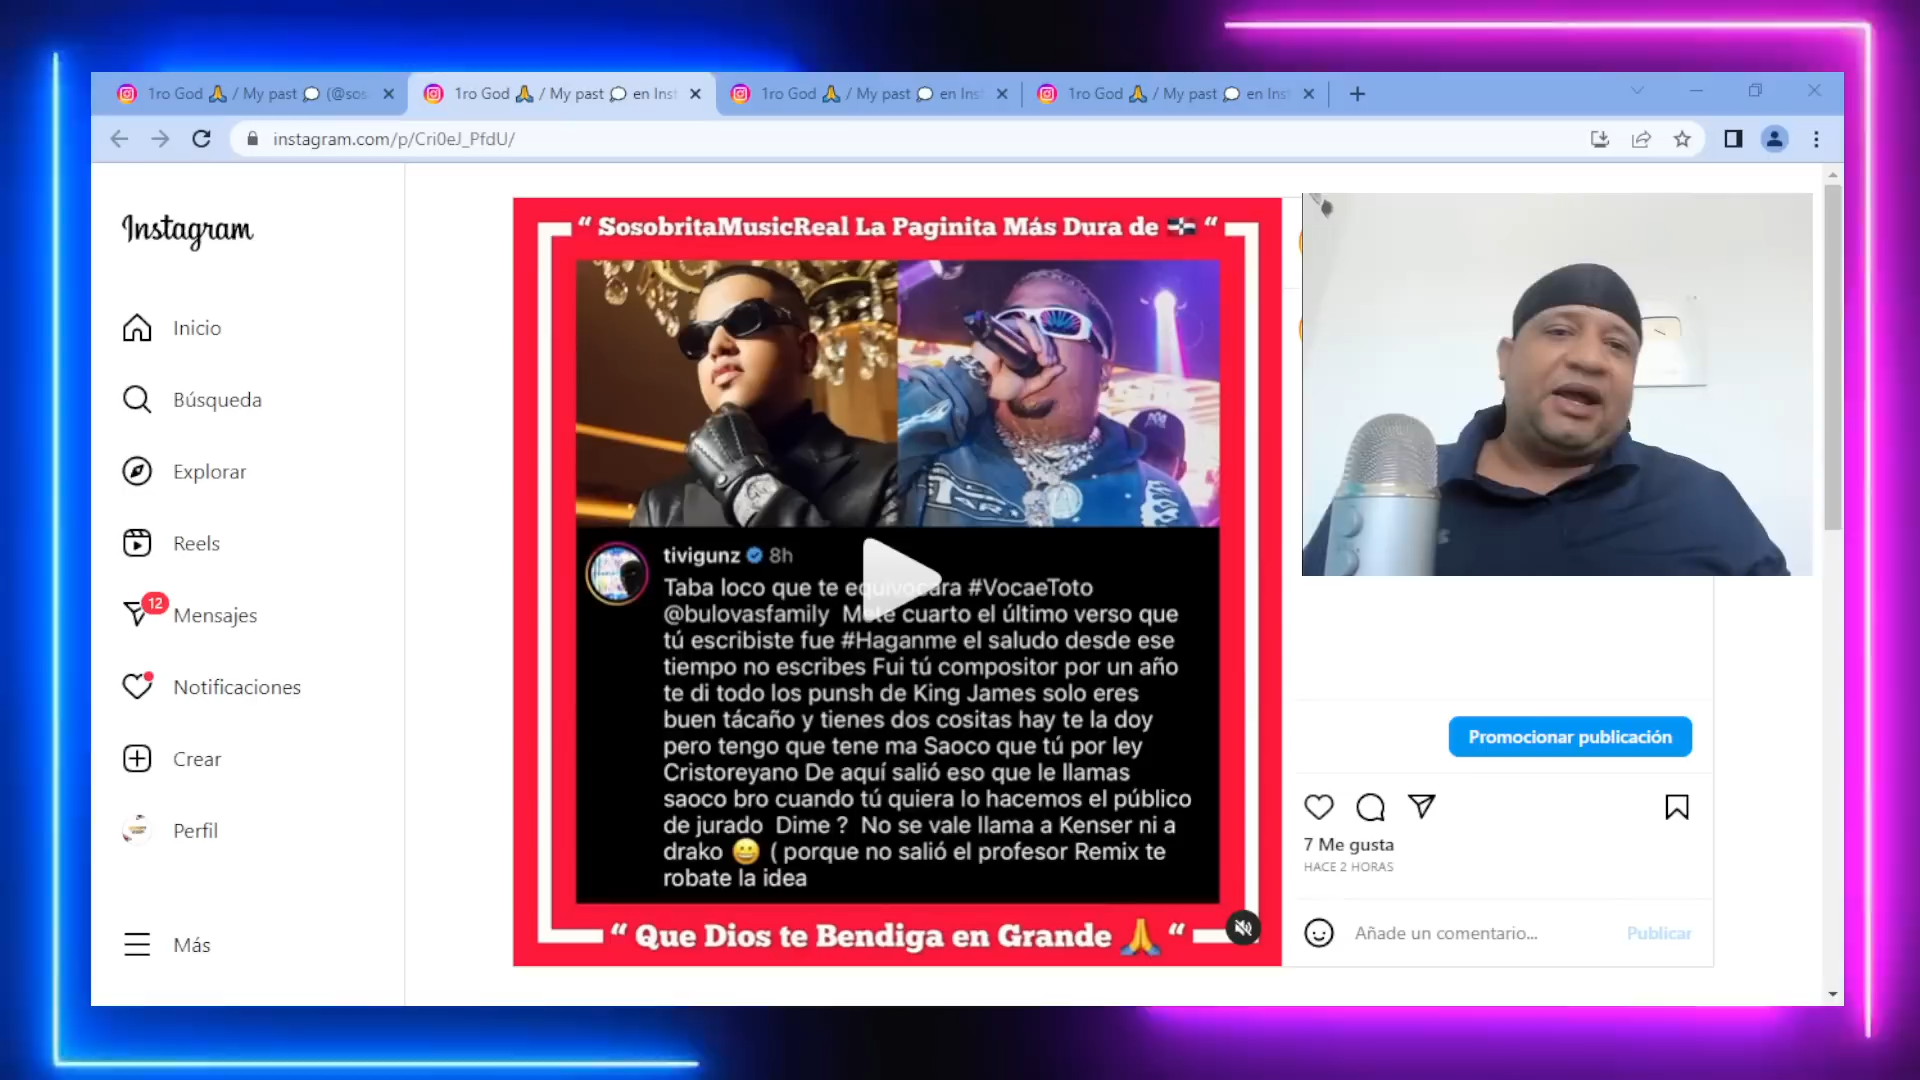 1ro God 🙏 / My past 💬 (@sos
1ro God 🙏 / My past 💬 en Inst
1ro God 🙏 / My past 💬 en Ins
1ro God 🙏 / My past 💬 en Ins
instagram.com/p/Cri0eJ_PfdU/
Instagram
Inicio
Búsqueda
Explorar
Reels
12
Mensajes
Notificaciones
Crear
Perfil
Más
“ SosobritaMusicReal La Paginita Más Dura de 🇩🇴 “
tivigunz 8h
Taba loco que te equivocara #VocaeToto
@bulovasfamily Mete cuarto el último verso que
tú escribiste fue #Haganme el saludo desde ese
tiempo no escribes Fui tú compositor por un año
te di todo los punsh de King James solo eres
buen tácaño y tienes dos cositas hay te la doy
pero tengo que tene ma Saoco que tú por ley
Cristoreyano De aquí salió eso que le llamas
saoco bro cuando tú quiera lo hacemos el público
de jurado Dime ? No se vale llama a Kenser ni a
drako 😀 ( porque no salió el profesor Remix te
robate la idea
“ Que Dios te Bendiga en Grande 🙏 “
Promocionar publicación
7 Me gusta
HACE 2 HORAS
Añade un comentario...
Publicar